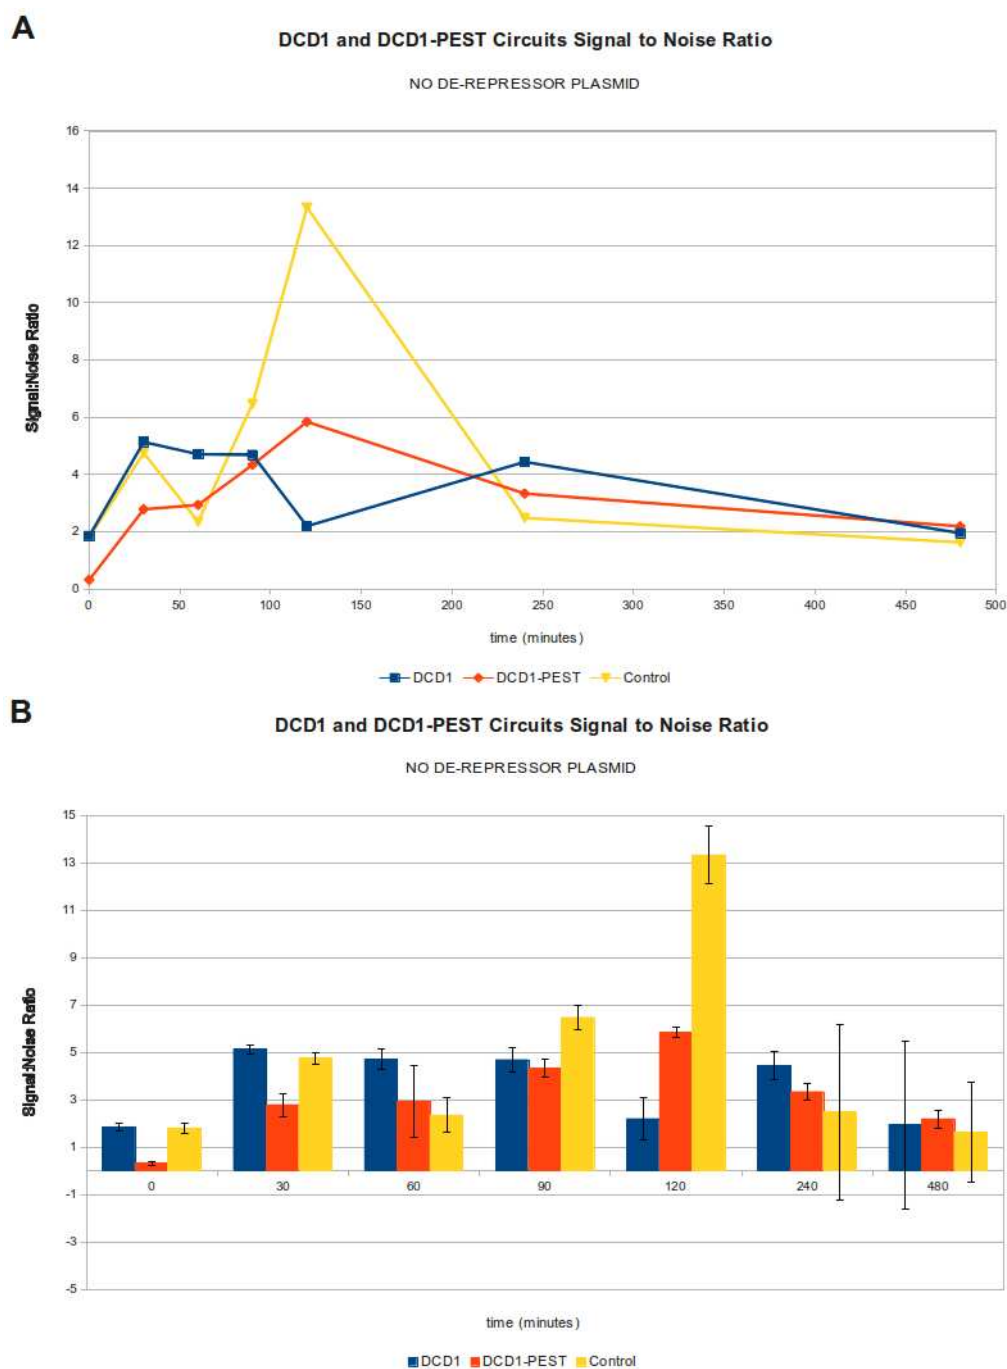 A
DCD1 and DCD1-PEST Circuits Signal to Noise Ratio
NO DE-REPRESSOR PLASMID
16
14
12
10
8
6
4
2
0
Signal:Noise Ratio
0 50 100 150 200 250 300 350 400 450 500
time (minutes)
DCD1 DCD1-PEST Control
B
DCD1 and DCD1-PEST Circuits Signal to Noise Ratio
NO DE-REPRESSOR PLASMID
15
13
11
9
7
5
3
1
-1
-3
-5
Signal:Noise Ratio
0 30 60 90 120 240 480
time (minutes)
DCD1 DCD1-PEST Control